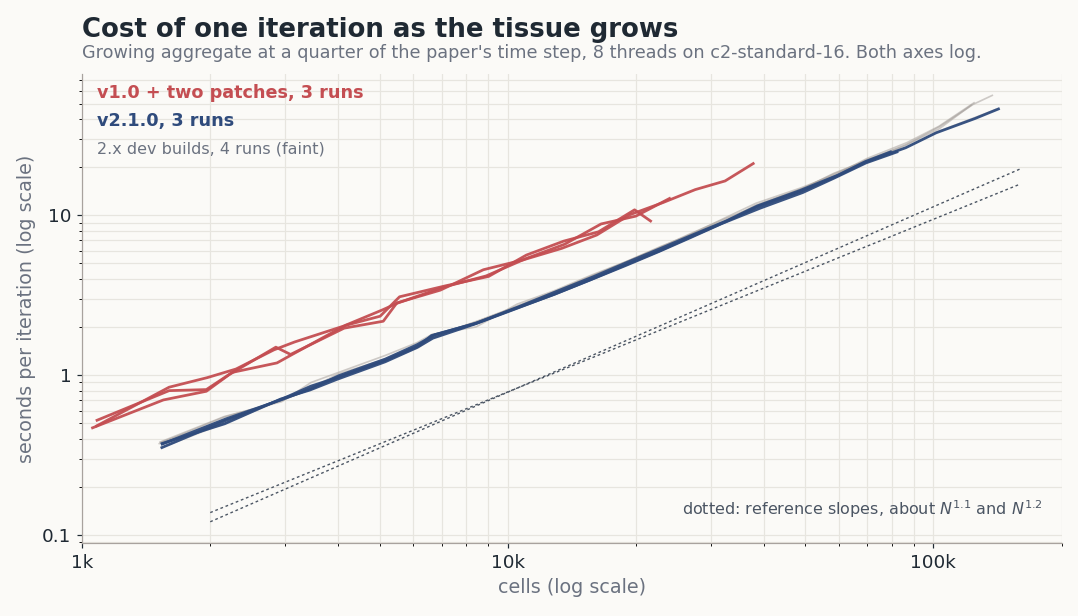 Cost of one iteration as the tissue grows
Growing aggregate at a quarter of the paper's time step, 8 threads on c2-standard-16. Both axes log.
v1.0 + two patches, 3 runs
v2.1.0, 3 runs
2.x dev builds, 4 runs (faint)
seconds per iteration (log scale)
10
1
0.1
dotted: reference slopes, about N^1.1 and N^1.2
1k
10k
100k
cells (log scale)